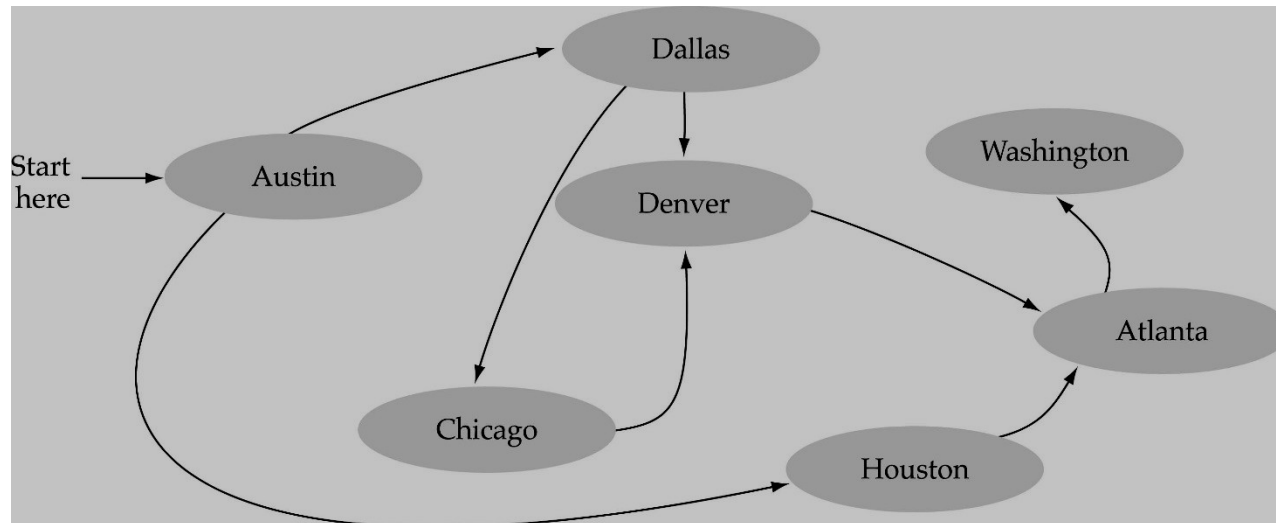 Dallas
Washington
Start
here
Austin
Denver
Atlanta
Chicago
Houston